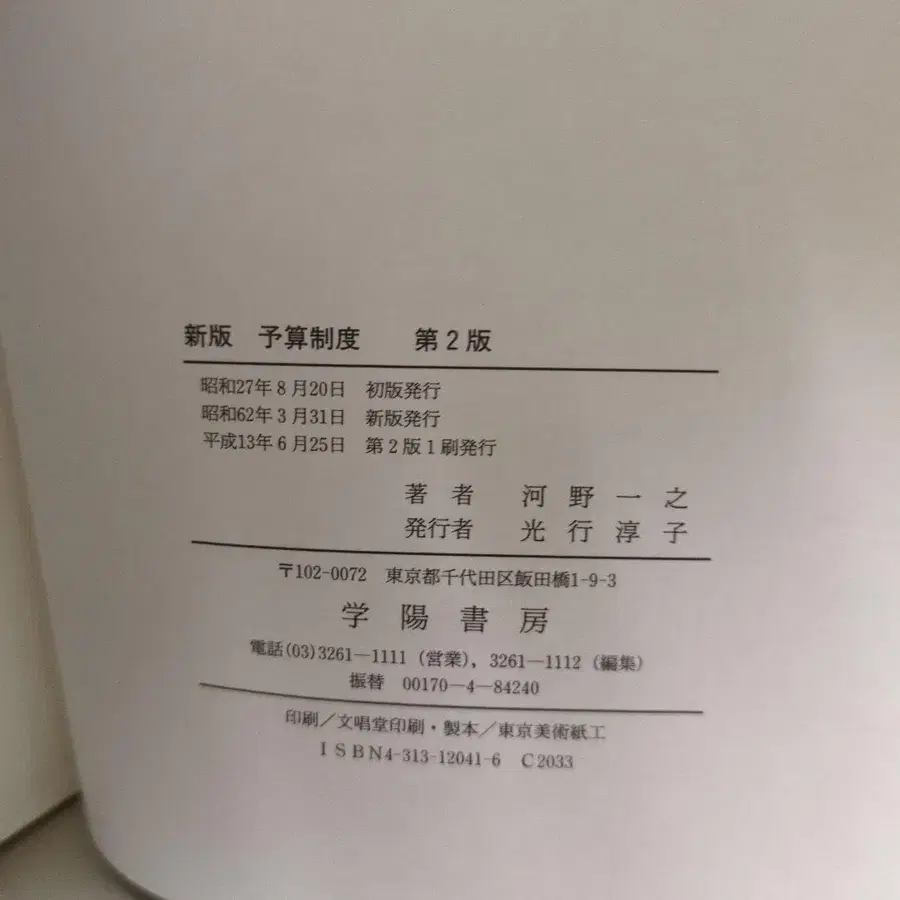 新版 予算制度 第2版
昭和27年8月20日 初版発行
昭和62年3月31日 新版発行
平成13年6月25日 第2版1刷発行
著者 河野一之
発行者 光行淳子
〒102-0072 東京都千代田区飯田橋1-9-3
学陽書房
電話(03)3261―1111(営業), 3261―1112(編集)
振替 00170―4―84240
印刷/文唱堂印刷・製本/東京美術紙工
ISBN4-313-12041-6 C2033